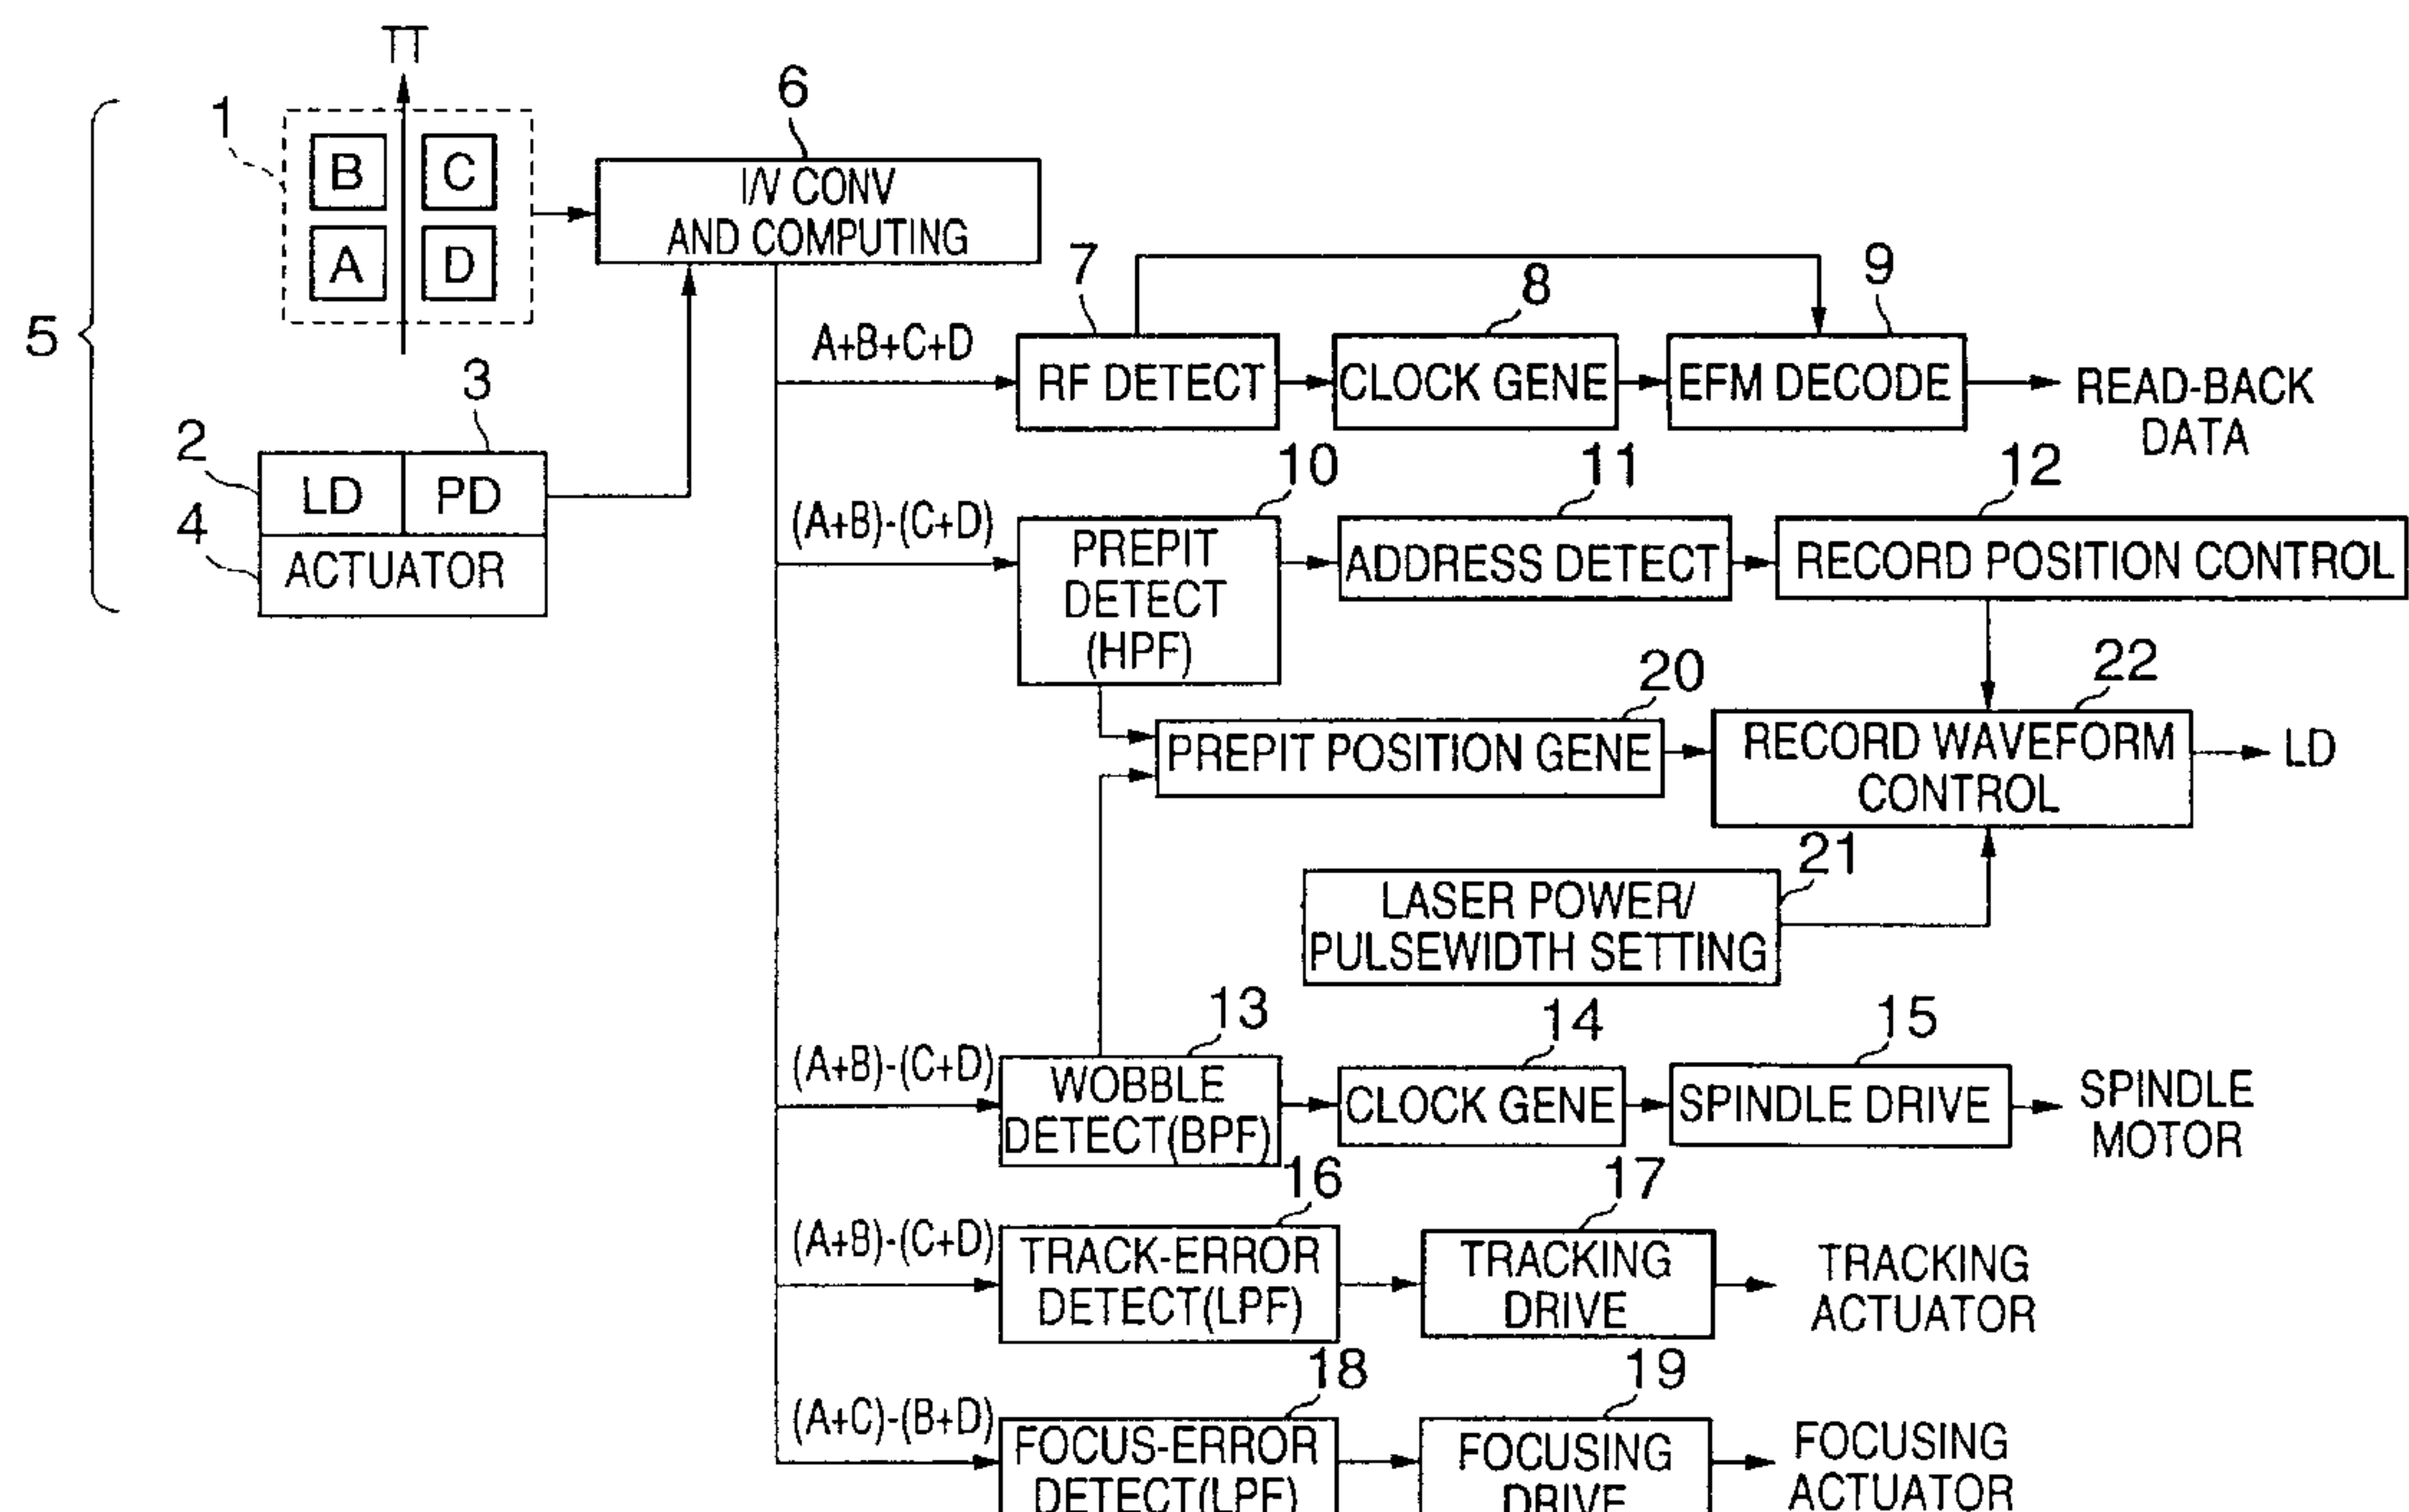 TT
1
B
C
A
D
5
6
I/V CONV
AND COMPUTING
2
3
LD
PD
4
ACTUATOR
A+B+C+D
7
RF DETECT
8
CLOCK GENE
9
EFM DECODE
READ-BACK
DATA
(A+B)-(C+D)
10
PREPIT
DETECT
(HPF)
11
ADDRESS DETECT
12
RECORD POSITION CONTROL
20
PREPIT POSITION GENE
22
RECORD WAVEFORM
CONTROL
LD
21
LASER POWER/
PULSEWIDTH SETTING
(A+B)-(C+D)
13
WOBBLE
DETECT(BPF)
14
CLOCK GENE
15
SPINDLE DRIVE
SPINDLE
MOTOR
(A+B)-(C+D)
16
TRACK-ERROR
DETECT(LPF)
17
TRACKING
DRIVE
TRACKING
ACTUATOR
(A+C)-(B+D)
18
FOCUS-ERROR
DETECT(LPF)
19
FOCUSING
DRIVE
FOCUSING
ACTUATOR